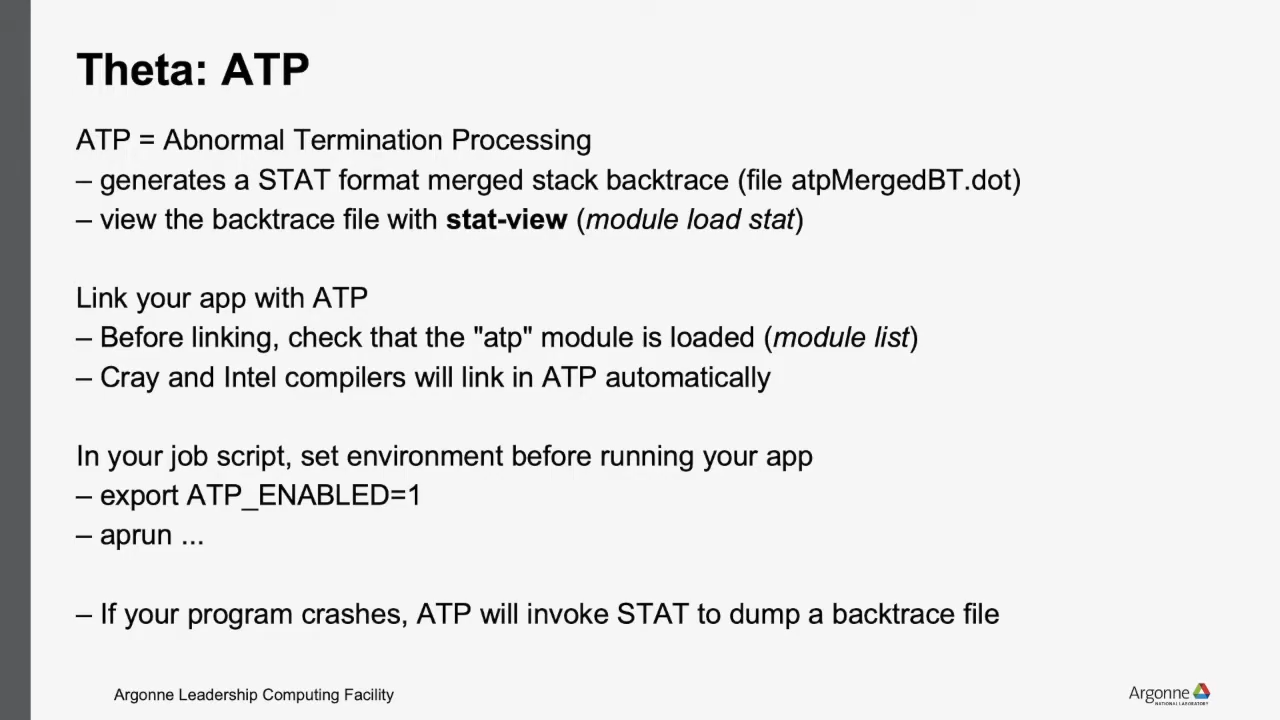 Theta: ATP
ATP = Abnormal Termination Processing
– generates a STAT format merged stack backtrace (file atpMergedBT.dot)
– view the backtrace file with stat-view (module load stat)
Link your app with ATP
– Before linking, check that the "atp" module is loaded (module list)
– Cray and Intel compilers will link in ATP automatically
In your job script, set environment before running your app
– export ATP_ENABLED=1
– aprun ...
– If your program crashes, ATP will invoke STAT to dump a backtrace file
Argonne Leadership Computing Facility
Argonne
NATIONAL LABORATORY